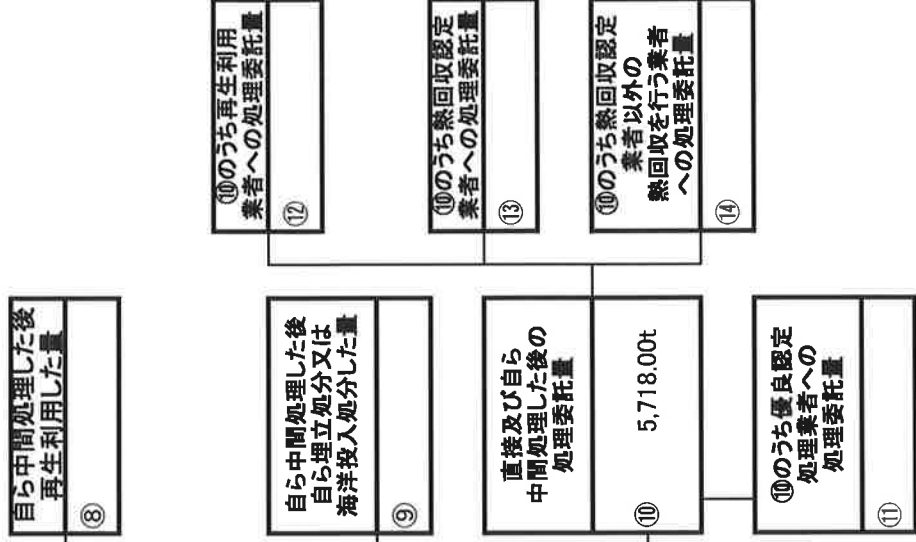 自ら中間処理した後
再生利用した量
⑧
自ら中間処理した後
自ら埋立処分又は
海洋投入処分した量
⑨
直接及び自ら
中間処理した後の
処理委託量
⑩ 5,718.00t
⑩のうち優良認定
処理業者への
処理委託量
⑪
⑩のうち再生利用
業者への処理委託量
⑫
⑩のうち熱回収認定
業者への処理委託量
⑬
⑩のうち熱回収認定
業者以外の
熱回収を行う業者
への処理委託量
⑭